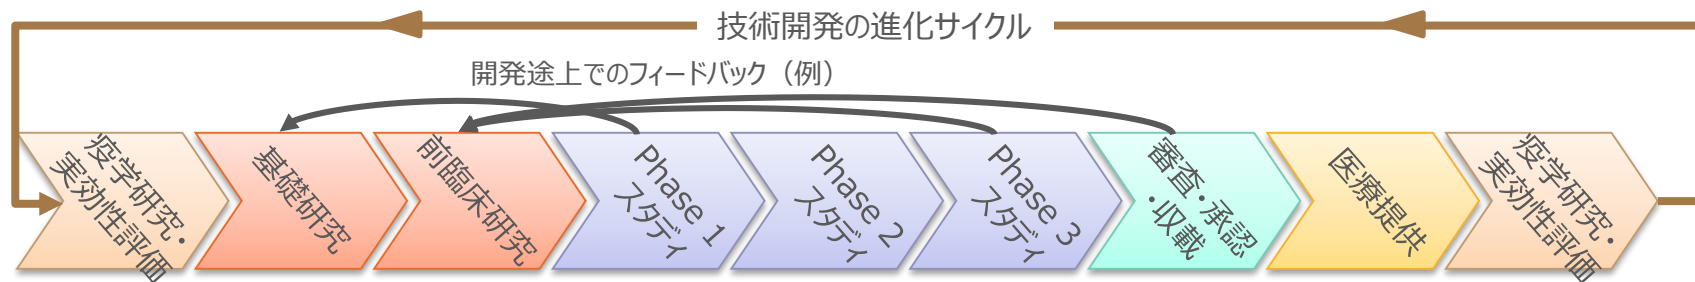 技術開発の進化サイクル
開発途上でのフィードバック（例）
疫学研究・
実効性評価
基礎研究
前臨床研究
Phase 1
スタディ
Phase 2
スタディ
Phase 3
スタディ
審査・承認
・収載
医療提供
疫学研究・
実効性評価